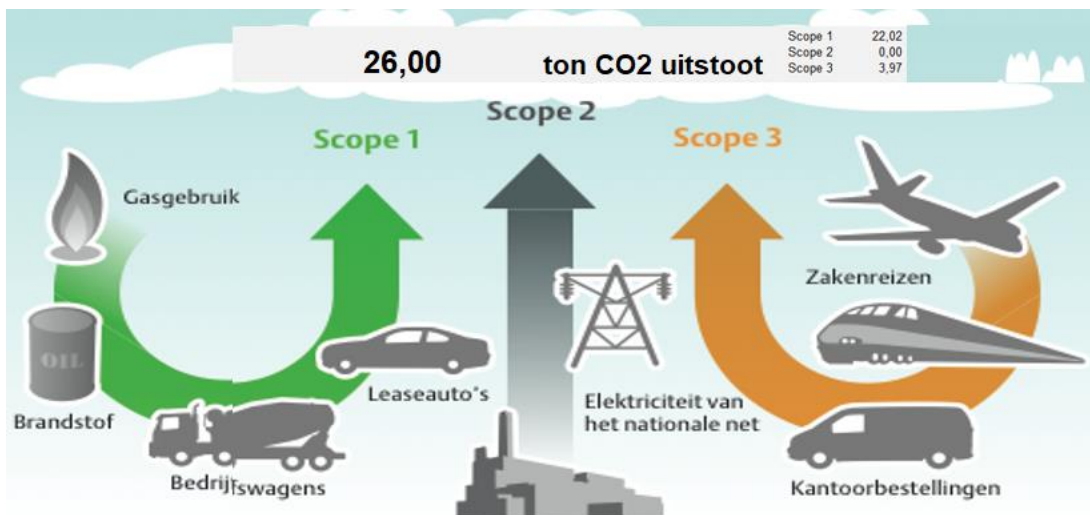 26,00 ton CO2 uitstoot
Scope 1 22,02
Scope 2 0,00
Scope 3 3,97
Scope 1
Scope 2
Scope 3
Gasgebruik
Zakenreizen
OIL
Leaseauto's
Brandstof
Elektriciteit van
het nationale net
Bedrijfswagens
Kantoorbestellingen